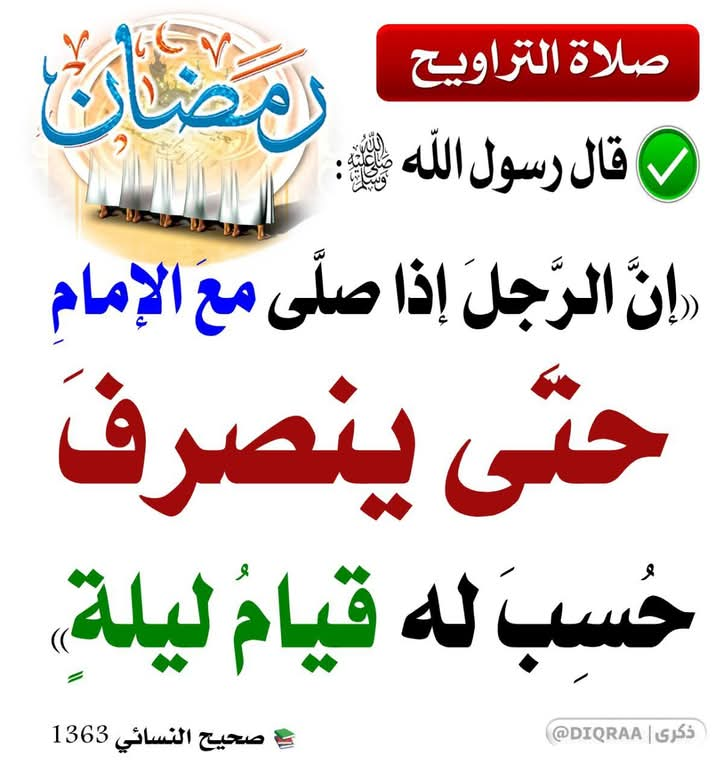 صلاة التراويح
رمضان
قال رسول الله ﷺ:
((إنَّ الرَّجلَ إذا صلَّى معَ الإمامِ
حتَّى ينصرفَ
حُسِبَ له قيامُ ليلةٍ))
صحيح النسائي 1363
ذكرى | DIQRAA@